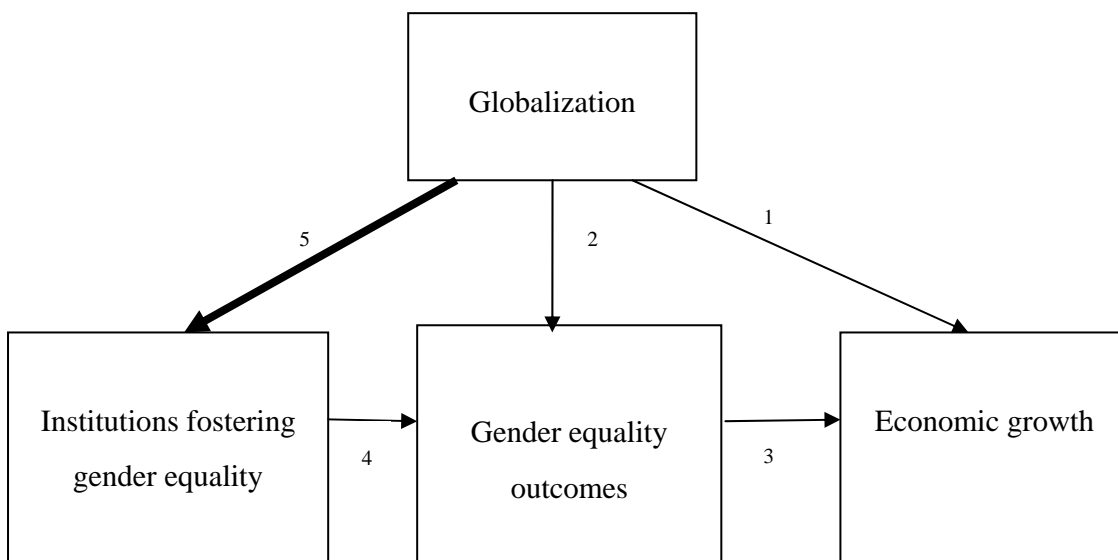 Globalization
1
5
2
Institutions fostering
gender equality
4
Gender equality
outcomes
3
Economic growth